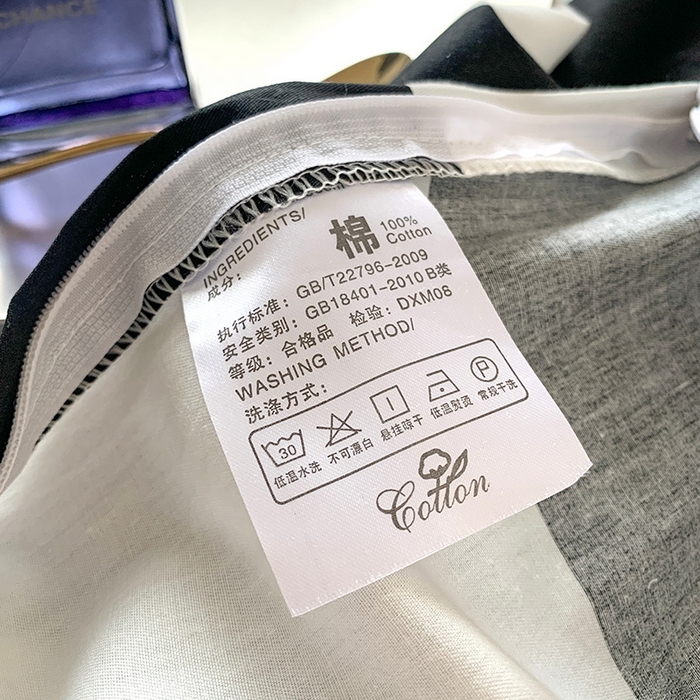 CHANCE
INGREDIENTS/
成分: 棉 100% Cotton
执行标准: GB/T22796-2009
安全类别: GB18401-2010 B类
等级: 合格品 检验: DXM08
WASHING METHOD/
洗涤方式:
30 P
低温水洗 不可漂白 悬挂晾干 低温熨烫 常规干洗
Cotton